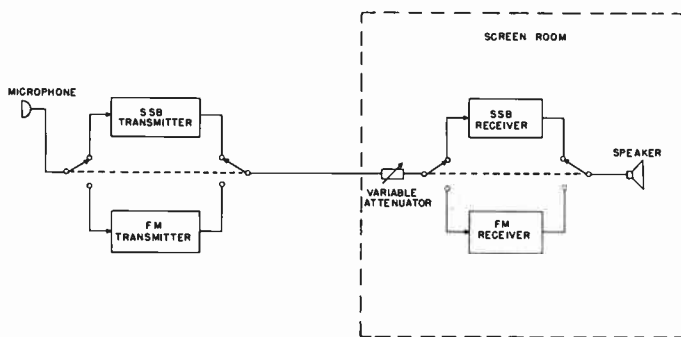 SCREEN ROOM
MICROPHONE
SSB
TRANSMITTER
SSB
RECEIVER
SPEAKER
VARIABLE
ATTENUATOR
FM
TRANSMITTER
FM
RECEIVER